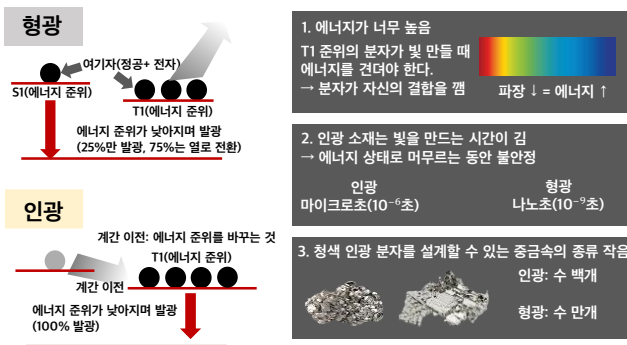 형광
여기자(정공+ 전자)
S1(에너지 준위)
T1(에너지 준위)
에너지 준위가 낮아지며 발광
(25%만 발광, 75%는 열로 전환)
인광
계간 이전: 에너지 준위를 바꾸는 것
T1(에너지 준위)
계간 이전
에너지 준위가 낮아지며 발광
(100% 발광)
1. 에너지가 너무 높음
T1 준위의 분자가 빛 만들 때
에너지를 견뎌야 한다.
→ 분자가 자신의 결합을 깸
파장 ↓ = 에너지 ↑
2. 인광 소재는 빛을 만드는 시간이 김
→ 에너지 상태로 머무르는 동안 불안정
인광
마이크로초(10⁻⁶초)
형광
나노초(10⁻⁹초)
3. 청색 인광 분자를 설계할 수 있는 중금속의 종류 작음
인광: 수 백개
형광: 수 만개